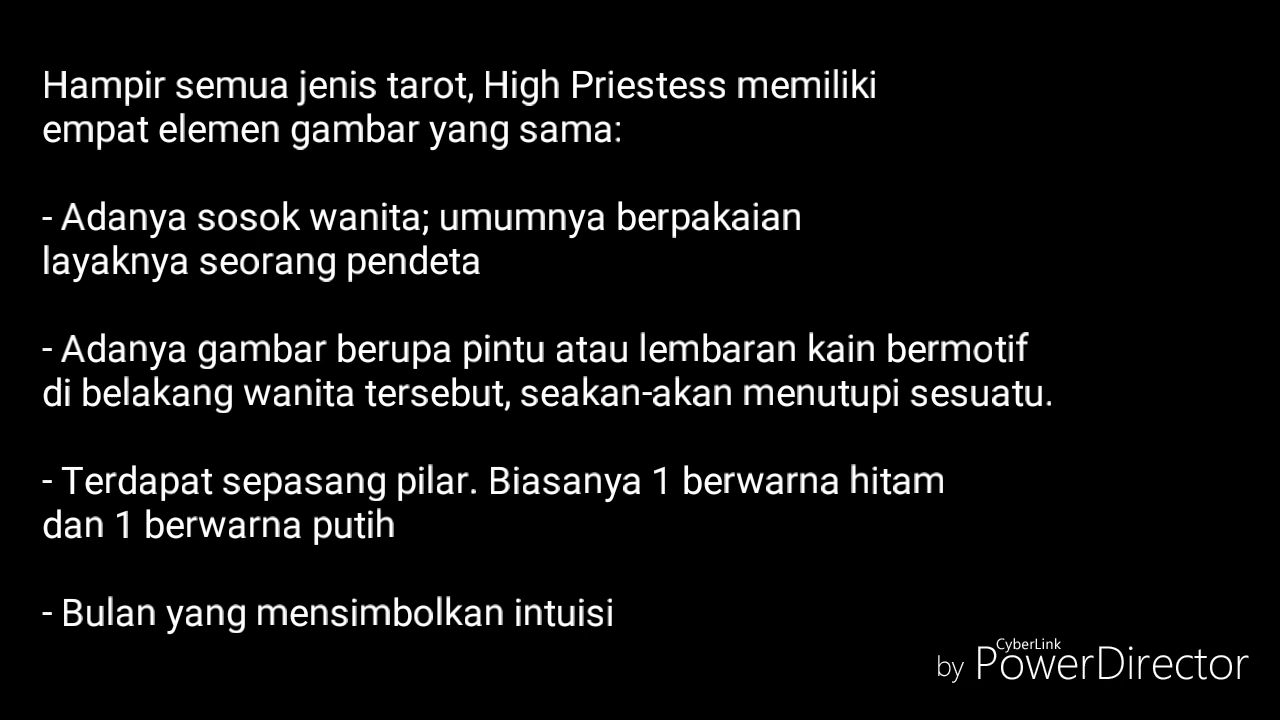 Hampir semua jenis tarot, High Priestess memiliki
empat elemen gambar yang sama:
- Adanya sosok wanita; umumnya berpakaian
layaknya seorang pendeta
- Adanya gambar berupa pintu atau lembaran kain bermotif
di belakang wanita tersebut, seakan-akan menutupi sesuatu.
- Terdapat sepasang pilar. Biasanya 1 berwarna hitam
dan 1 berwarna putih
- Bulan yang mensimbolkan intuisi
CyberLink
by PowerDirector